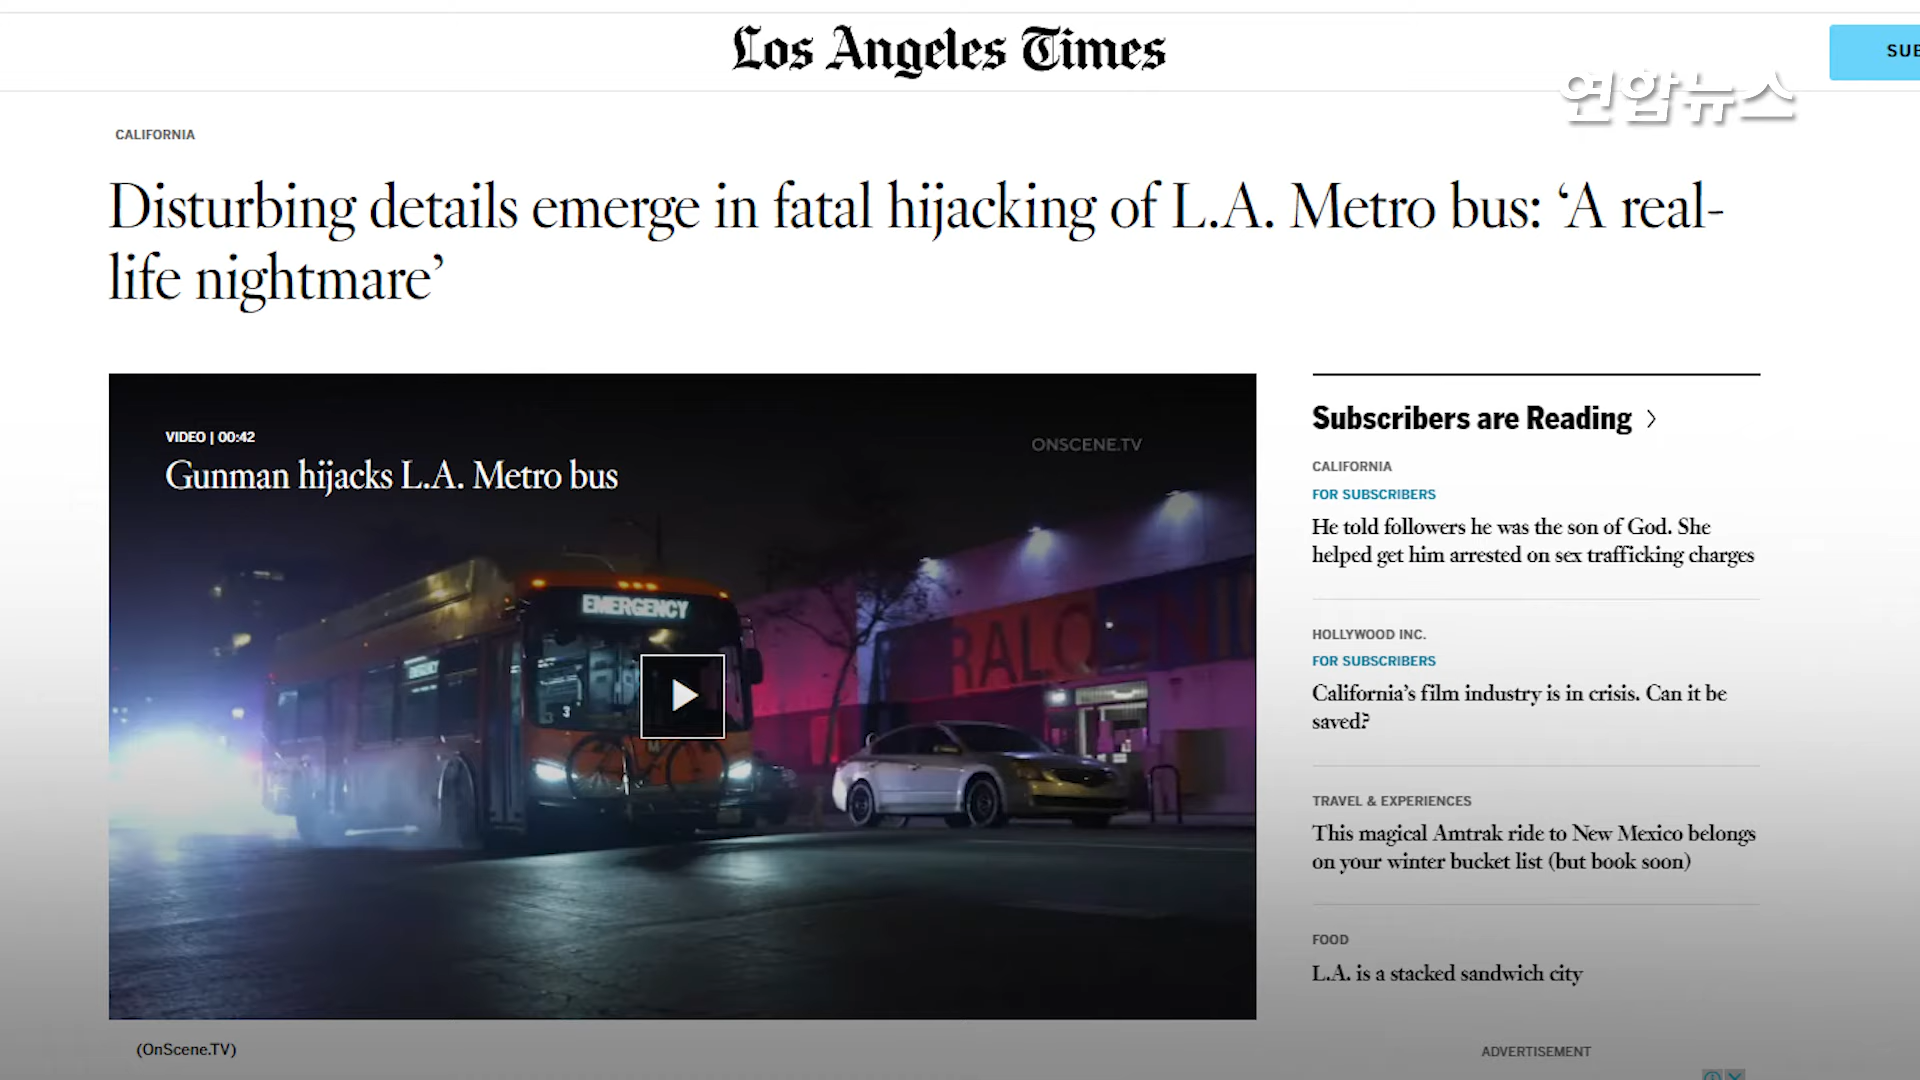 Los Angeles Times
SUB
연합뉴스
CALIFORNIA
Disturbing details emerge in fatal hijacking of L.A. Metro bus: ‘A real-
life nightmare’
VIDEO | 00:42
Gunman hijacks L.A. Metro bus
ONSCENE.TV
EMERGENCY
EMERGENCY
3
M
RALO
Subscribers are Reading
CALIFORNIA
FOR SUBSCRIBERS
He told followers he was the son of God. She
helped get him arrested on sex trafficking charges
HOLLYWOOD INC.
FOR SUBSCRIBERS
California’s film industry is in crisis. Can it be
saved?
TRAVEL & EXPERIENCES
This magical Amtrak ride to New Mexico belongs
on your winter bucket list (but book soon)
FOOD
L.A. is a stacked sandwich city
(OnScene.TV)
ADVERTISEMENT